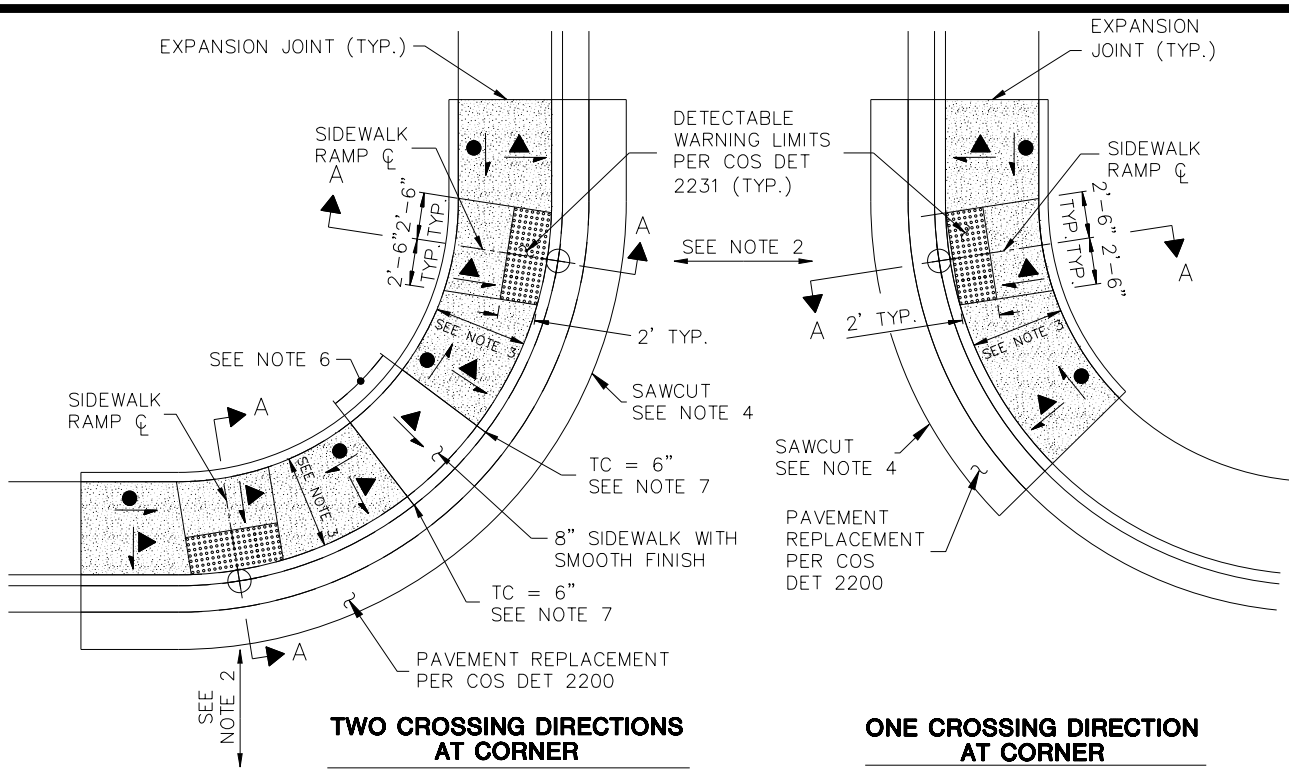 EXPANSION JOINT (TYP.)
SIDEWALK
RAMP ℄
A
2'-6"
TYP.
2'-6"
TYP.
DETECTABLE
WARNING LIMITS
PER COS DET
2231 (TYP.)
A
SEE NOTE 2
SEE NOTE 3
2' TYP.
SEE NOTE 6
SIDEWALK
RAMP ℄
A
SAWCUT
SEE NOTE 4
SEE NOTE 3
TC = 6"
SEE NOTE 7
8" SIDEWALK WITH
SMOOTH FINISH
TC = 6"
SEE NOTE 7
A
PAVEMENT REPLACEMENT
PER COS DET 2200
SEE
NOTE 2
TWO CROSSING DIRECTIONS
AT CORNER
EXPANSION
JOINT (TYP.)
SIDEWALK
RAMP ℄
2'-6"
TYP.
2'-6"
TYP.
A
A
2' TYP.
SEE NOTE 3
SAWCUT
SEE NOTE 4
PAVEMENT
REPLACEMENT
PER COS
DET 2200
ONE CROSSING DIRECTION
AT CORNER